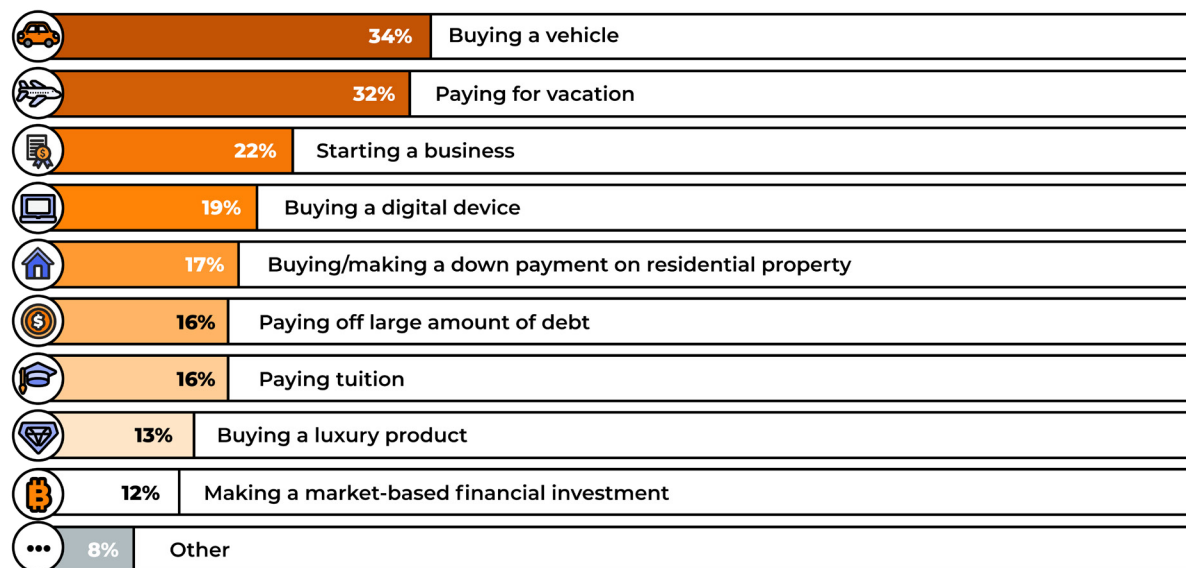 34% Buying a vehicle
32% Paying for vacation
22% Starting a business
19% Buying a digital device
17% Buying/making a down payment on residential property
16% Paying off large amount of debt
16% Paying tuition
13% Buying a luxury product
12% Making a market-based financial investment
8% Other